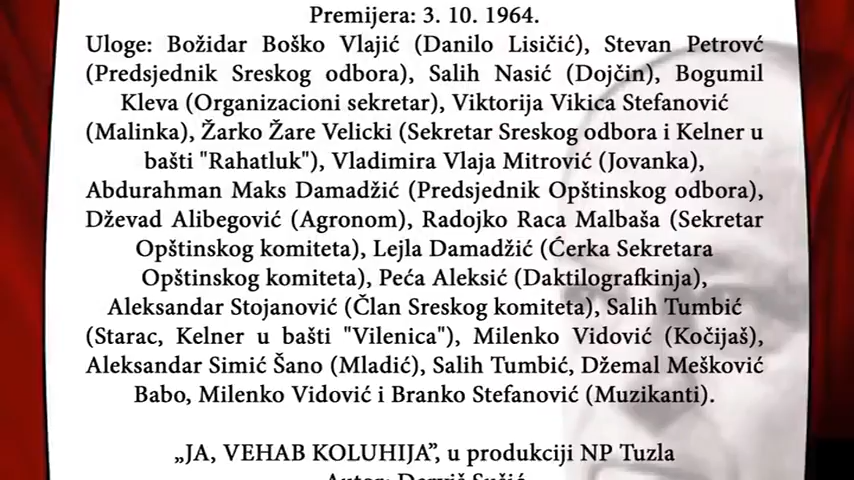 Premijera: 3. 10. 1964.
Uloge: Božidar Boško Vlajić (Danilo Lisičić), Stevan Petrovć
(Predsjednik Sreskog odbora), Salih Nasić (Dojčin), Bogumil
Kleva (Organizacioni sekretar), Viktorija Vikica Stefanović
(Malinka), Žarko Žare Velicki (Sekretar Sreskog odbora i Kelner u
bašti "Rahatluk"), Vladimira Vlaja Mitrović (Jovanka),
Abdurahman Maks Damadžić (Predsjednik Opštinskog odbora),
Dževad Alibegović (Agronom), Radojko Raca Malbaša (Sekretar
Opštinskog komiteta), Lejla Damadžić (Ćerka Sekretara
Opštinskog komiteta), Peća Aleksić (Daktilografkinja),
Aleksandar Stojanović (Član Sreskog komiteta), Salih Tumbić
(Starac, Kelner u bašti "Vilenica"), Milenko Vidović (Kočijaš),
Aleksandar Simić Šano (Mladić), Salih Tumbić, Džemal Mešković
Babo, Milenko Vidović i Branko Stefanović (Muzikanti).
„JA, VEHAB KOLUHIJA”, u produkciji NP Tuzla
Autor: Derviš Sušić